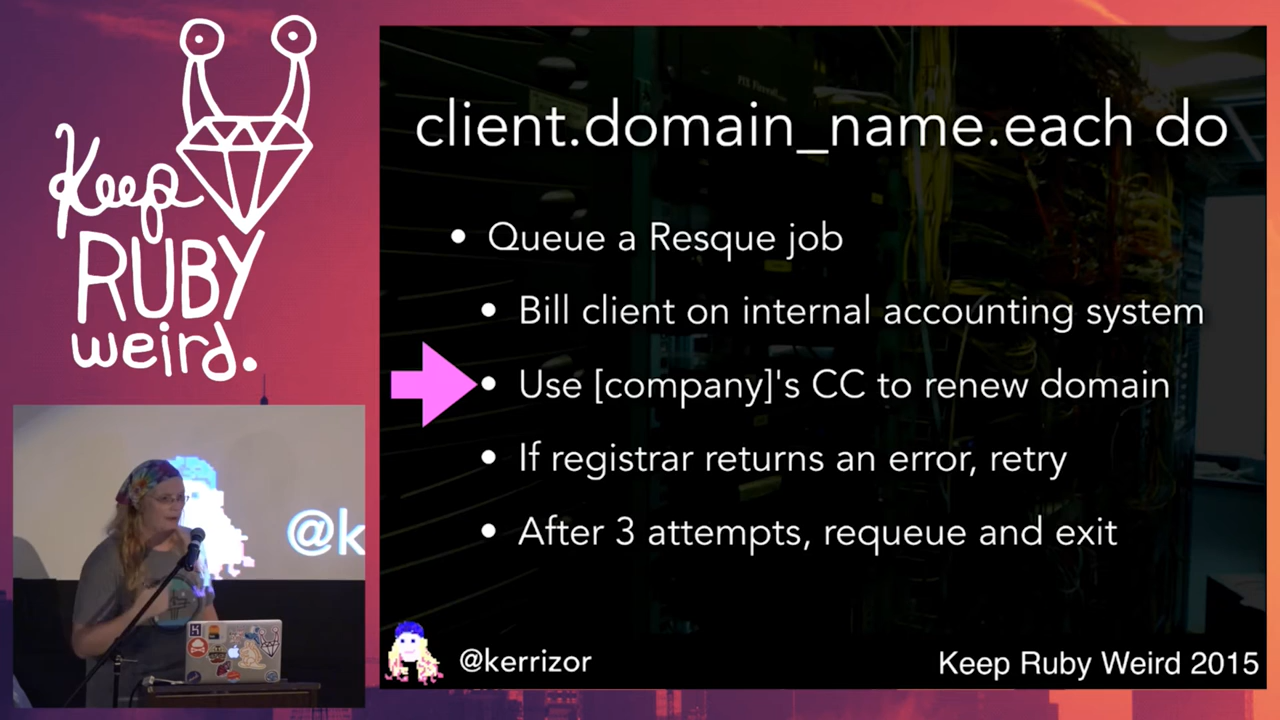 Keep
RUBY
weird.
client.domain_name.each do
• Queue a Resque job
• Bill client on internal accounting system
• Use [company]'s CC to renew domain
• If registrar returns an error, retry
• After 3 attempts, requeue and exit
@k
@kerrizor
Keep Ruby Weird 2015